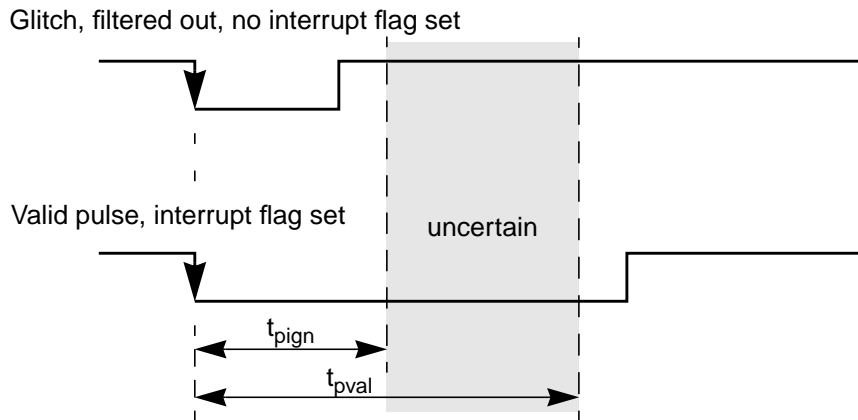 Glitch, filtered out, no interrupt flag set
Valid pulse, interrupt flag set
uncertain
tpign
tpval